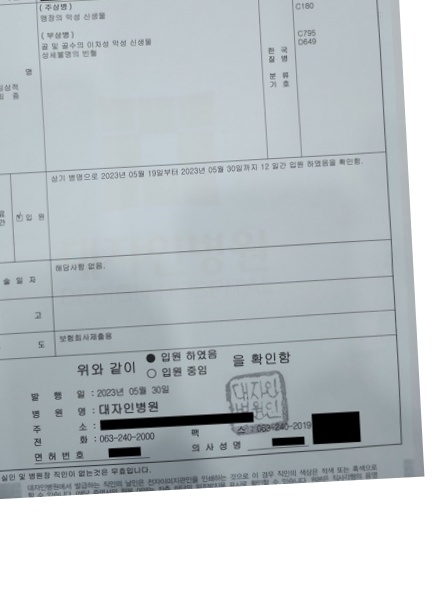 ( 주상병 )
맹장의 악성 신생물
C180
( 부상병 )
골 및 골수의 이차성 악성 신생물
C795
상세불명의 빈혈
D649
한 국
질 병
분 류
기 호
명
임상적
상기 병명으로 2023년 05월 19일부터 2023년 05월 30일까지 12 일간 입원 하였음을 확인함.
입 원
술 일 자
해당사항 없음.
고
도
보험회사제출용
위와 같이 ● 입원 하였음 을 확인함
○ 입원 중임
발 행 일 : 2023년 05월 30일
병 원 명 : 대자인병원
주 소 :
전 화 : 063-240-2000
팩 스 : 063-240-2019
면허번호
의사성명
대자인
병원인
실인 및 병원장 직인이 없는것은 무효입니다.